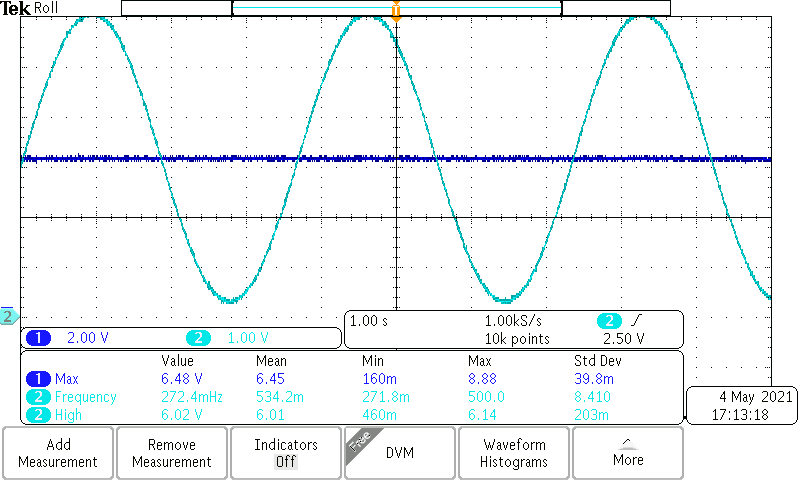 Tek Roll
T
2
1 2.00 V 2 1.00 V
1.00 s 1.00kS/s 2
10k points 2.50 V
Value Mean Min Max Std Dev
1 Max 6.48 V 6.45 160m 8.88 39.8m
2 Frequency 272.4mHz 534.2m 271.8m 500.0 8.410
2 High 6.02 V 6.01 460m 6.14 203m
4 May 2021
17:13:18
Add
Measurement
Remove
Measurement
Indicators
Off
Free
DVM
Waveform
Histograms
More